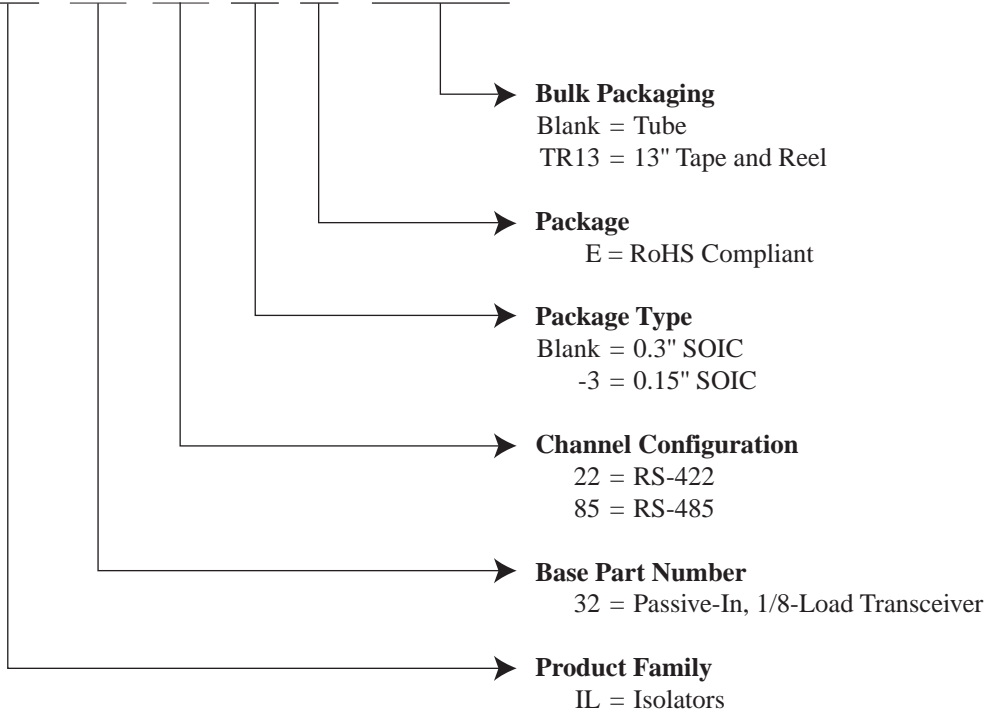 Bulk Packaging
Blank = Tube
TR13 = 13" Tape and Reel
Package
E = RoHS Compliant
Package Type
Blank = 0.3" SOIC
-3 = 0.15" SOIC
Channel Configuration
22 = RS-422
85 = RS-485
Base Part Number
32 = Passive-In, 1/8-Load Transceiver
Product Family
IL = Isolators